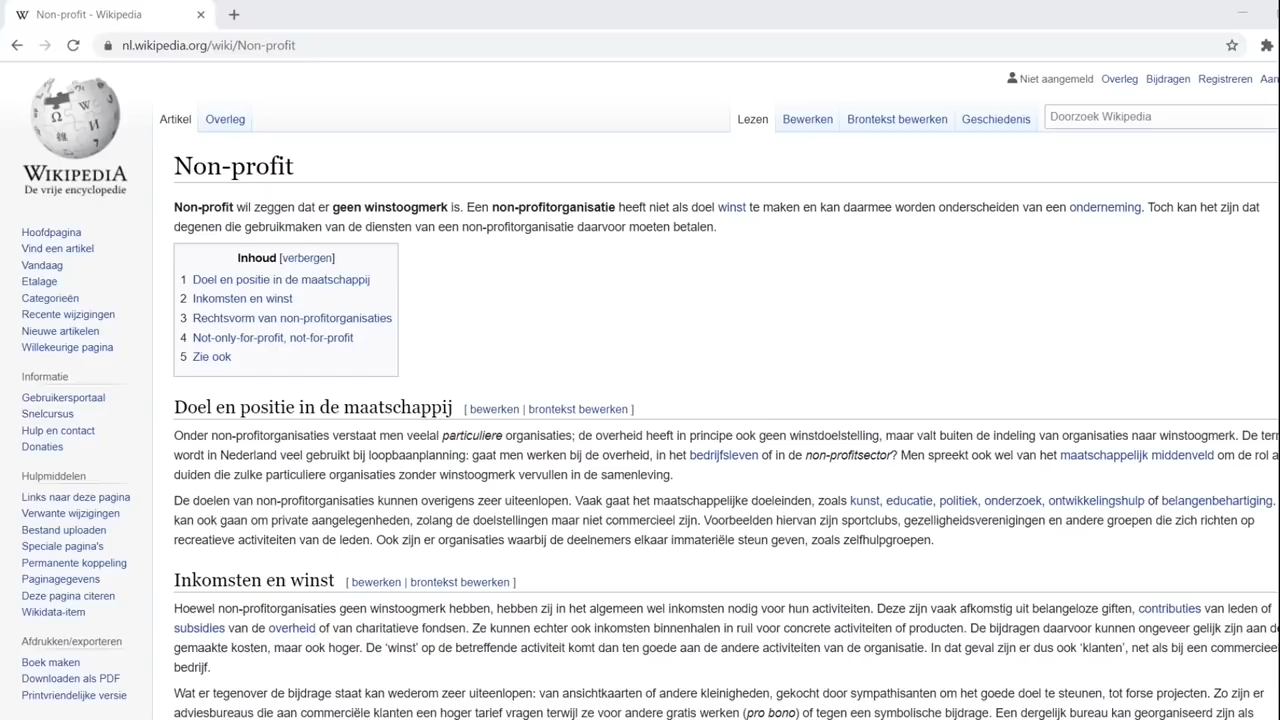 Non-profit - Wikipedia
nl.wikipedia.org/wiki/Non-profit
Niet aangemeld Overleg Bijdragen Registreren
Artikel Overleg Lezen Bewerken Brontekst bewerken Geschiedenis Doorzoek Wikipedia
WIKIPEDIA
De vrije encyclopedie
Hoofdpagina
Vind een artikel
Vandaag
Etalage
Categorieën
Recente wijzigingen
Nieuwe artikelen
Willekeurige pagina
Informatie
Gebruikersportaal
Snelcursus
Hulp en contact
Donaties
Hulpmiddelen
Links naar deze pagina
Verwante wijzigingen
Bestand uploaden
Speciale pagina's
Permanente koppeling
Paginagegevens
Deze pagina citeren
Wikidata-item
Afdrukken/exporteren
Boek maken
Downloaden als PDF
Printvriendelijke versie
Non-profit
Non-profit wil zeggen dat er geen winstoogmerk is. Een non-profitorganisatie heeft niet als doel winst te maken en kan daarmee worden onderscheiden van een onderneming. Toch kan het zijn dat
degenen die gebruikmaken van de diensten van een non-profitorganisatie daarvoor moeten betalen.
Inhoud [verbergen]
1 Doel en positie in de maatschappij
2 Inkomsten en winst
3 Rechtsvorm van non-profitorganisaties
4 Not-only-for-profit, not-for-profit
5 Zie ook
Doel en positie in de maatschappij [ bewerken | brontekst bewerken ]
Onder non-profitorganisaties verstaat men veelal particuliere organisaties; de overheid heeft in principe ook geen winstdoelstelling, maar valt buiten de indeling van organisaties naar winstoogmerk. De
wordt in Nederland veel gebruikt bij loopbaanplanning: gaat men werken bij de overheid, in het bedrijfsleven of in de non-profitsector? Men spreekt ook wel van het maatschappelijk middenveld om de rol
duiden die zulke particuliere organisaties zonder winstoogmerk vervullen in de samenleving.
De doelen van non-profitorganisaties kunnen overigens zeer uiteenlopen. Vaak gaat het maatschappelijke doeleinden, zoals kunst, educatie, politiek, onderzoek, ontwikkelingshulp of belangenbehartiging.
kan ook gaan om private aangelegenheden, zolang de doelstellingen maar niet commercieel zijn. Voorbeelden hiervan zijn sportclubs, gezelligheidsverenigingen en andere groepen die zich richten op
recreatieve activiteiten van de leden. Ook zijn er organisaties waarbij de deelnemers elkaar immateriële steun geven, zoals zelfhulpgroepen.
Inkomsten en winst [ bewerken | brontekst bewerken ]
Hoewel non-profitorganisaties geen winstoogmerk hebben, hebben zij in het algemeen wel inkomsten nodig voor hun activiteiten. Deze zijn vaak afkomstig uit belangeloze giften, contributies van leden of
subsidies van de overheid of van charitatieve fondsen. Ze kunnen echter ook inkomsten binnenhalen in ruil voor concrete activiteiten of producten. De bijdragen daarvoor kunnen ongeveer gelijk zijn aan
gemaakte kosten, maar ook hoger. De ‘winst’ op de betreffende activiteit komt dan ten goede aan de andere activiteiten van de organisatie. In dat geval zijn er dus ook ‘klanten’, net als bij een commerciee
bedrijf.
Wat er tegenover de bijdrage staat kan wederom zeer uiteenlopen: van ansichtkaarten of andere kleinigheden, gekocht door sympathisanten om het goede doel te steunen, tot forse projecten. Zo zijn er
adviesbureaus die aan commerciële klanten een hoger tarief vragen terwijl ze voor andere gratis werken (pro bono) of tegen een symbolische bijdrage. Een dergelijk bureau kan georganiseerd zijn als